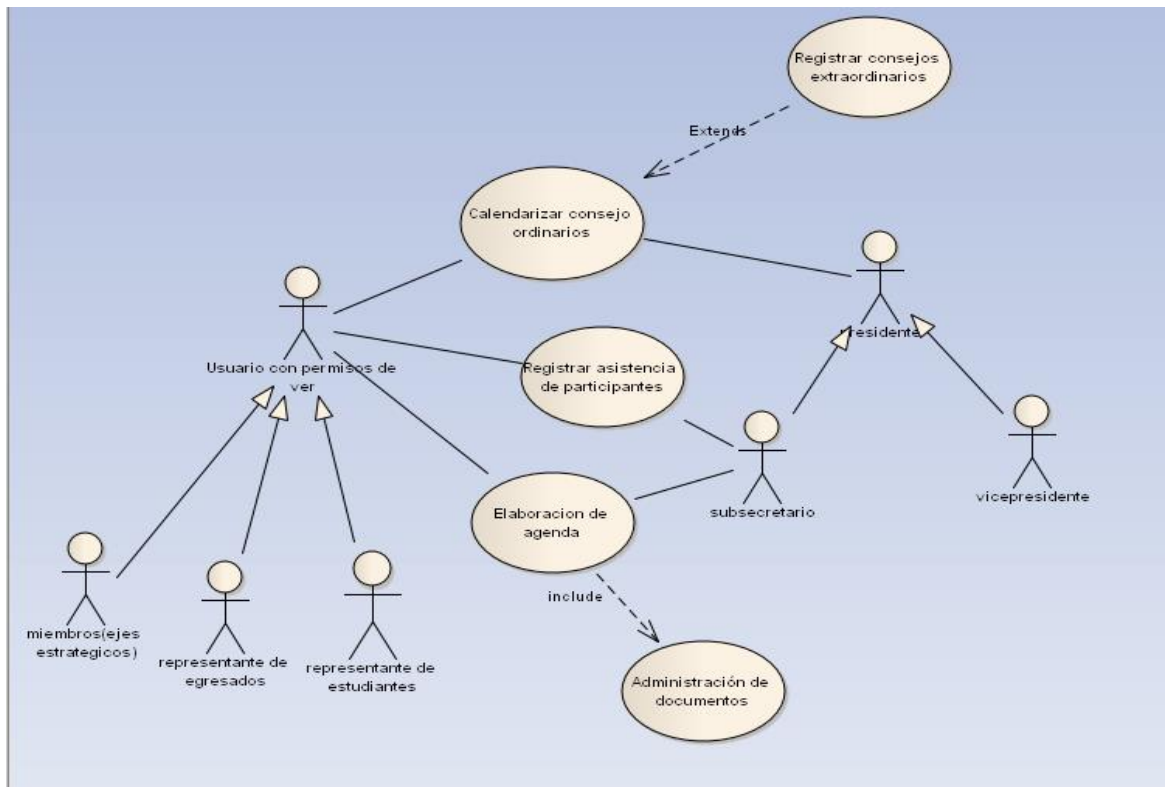 Registrar consejos
extraordinarios
Extends
Calendarizar consejo
ordinarios
presidente
Usuario con permisos de
ver
Registrar asistencia
de participantes
vicepresidente
subsecretario
Elaboracion de
agenda
include
miembros(ejes
estrategicos)
representante de
egresados
representante de
estudiantes
Administración de
documentos